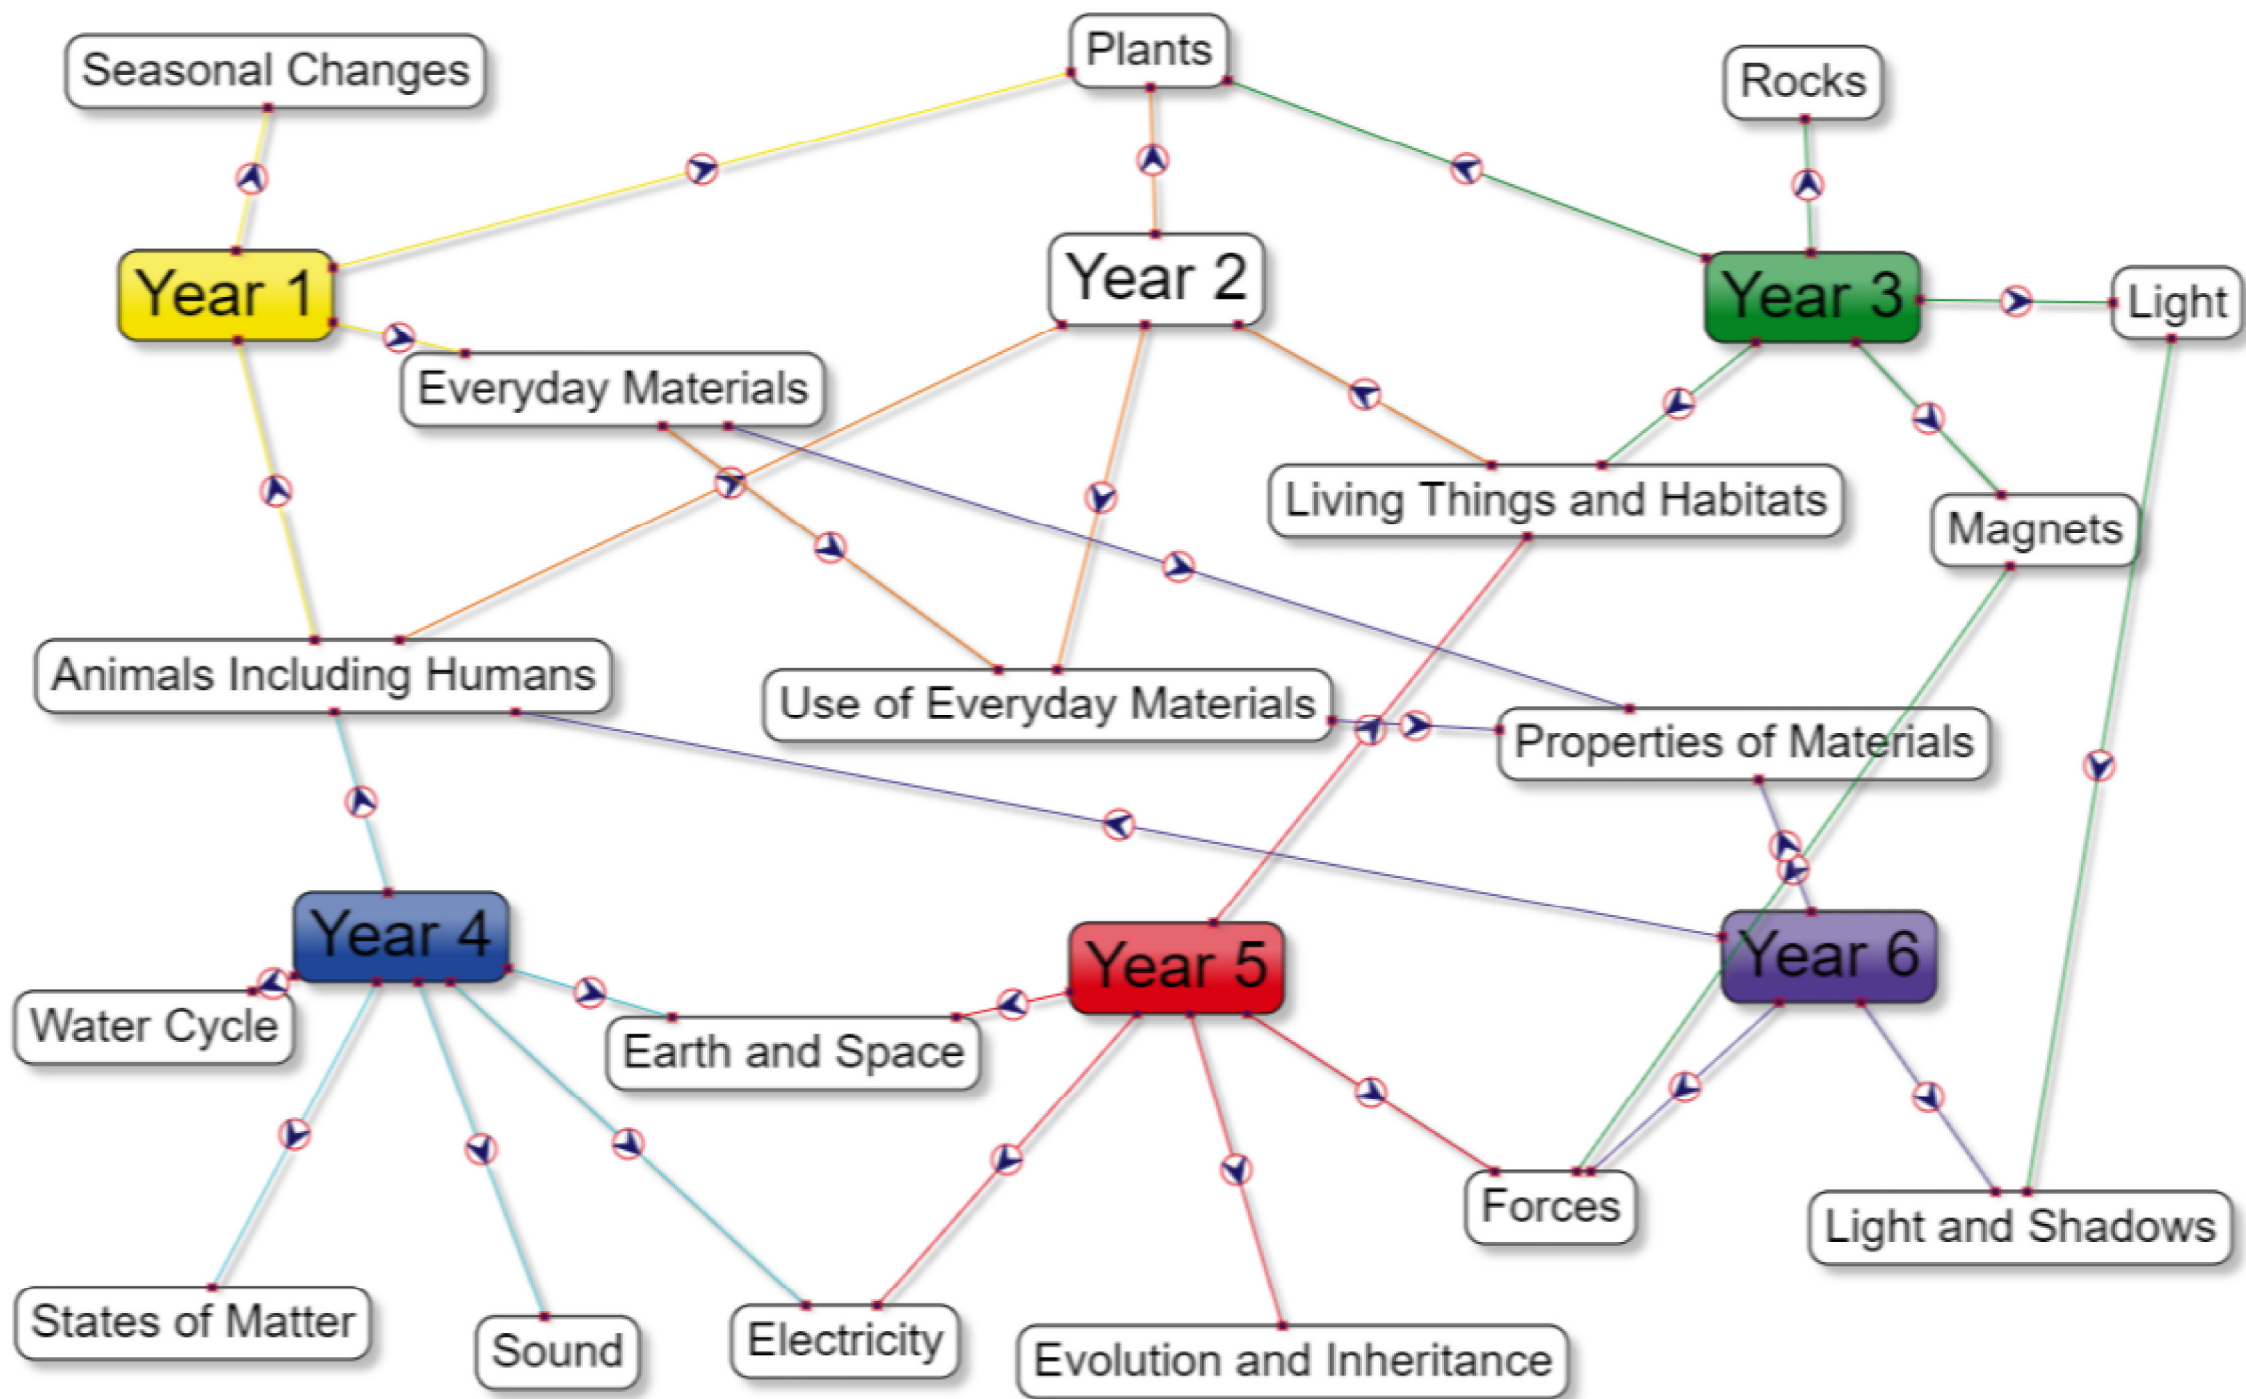 Plants
Seasonal Changes
Rocks
Year 2
Year 1
Year 3
Light
Everyday Materials
Living Things and Habitats
Magnets
Animals Including Humans
Use of Everyday Materials
Properties of Materials
Year 4
Year 5
Year 6
Water Cycle
Earth and Space
Forces
Light and Shadows
States of Matter
Sound
Electricity
Evolution and Inheritance